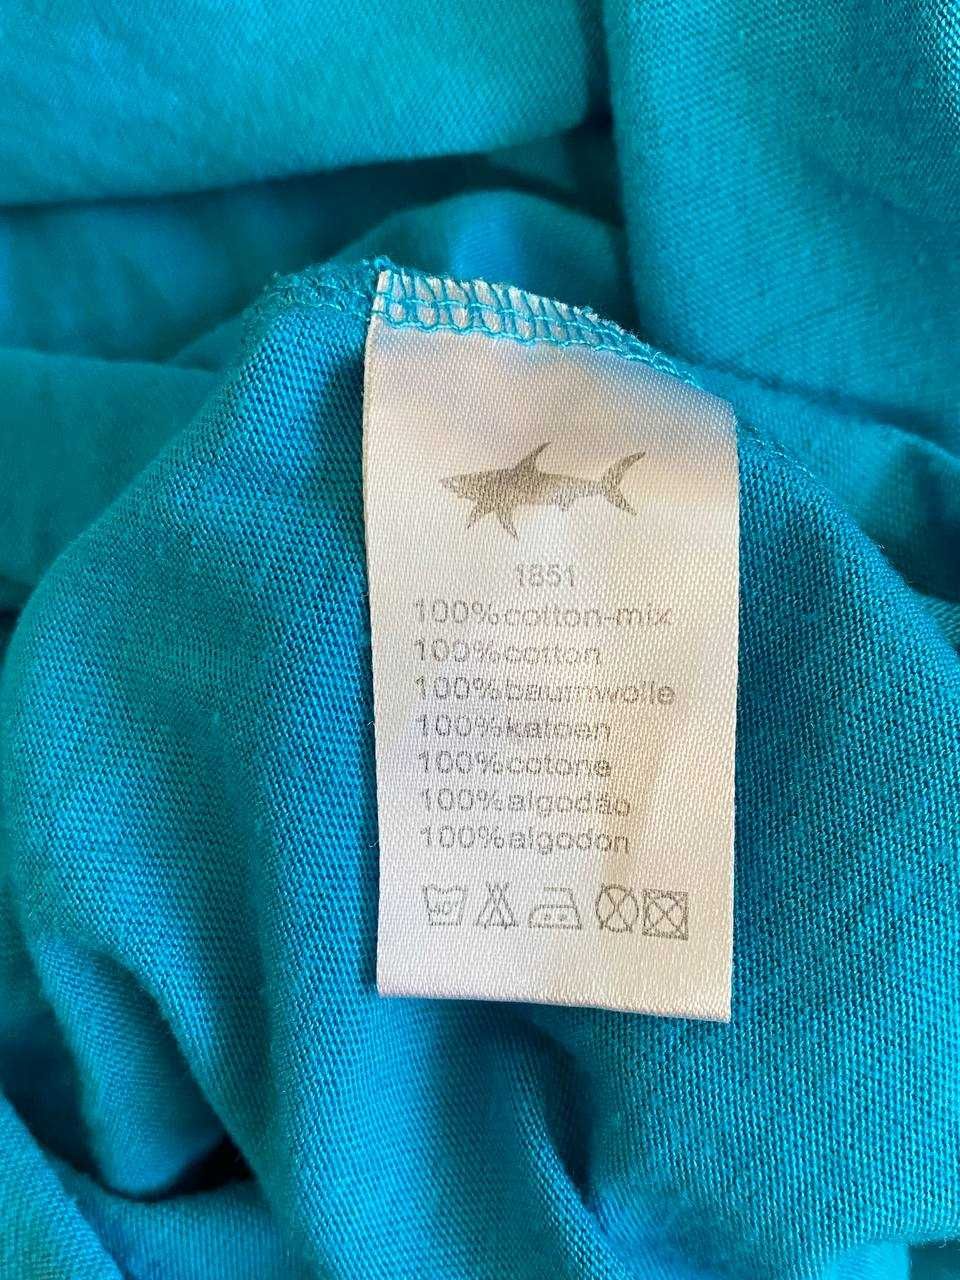 1851
100%cotton-mix
100%cotton
100%baumwolle
100%katoen
100%cotone
100%algodão
100%algodon